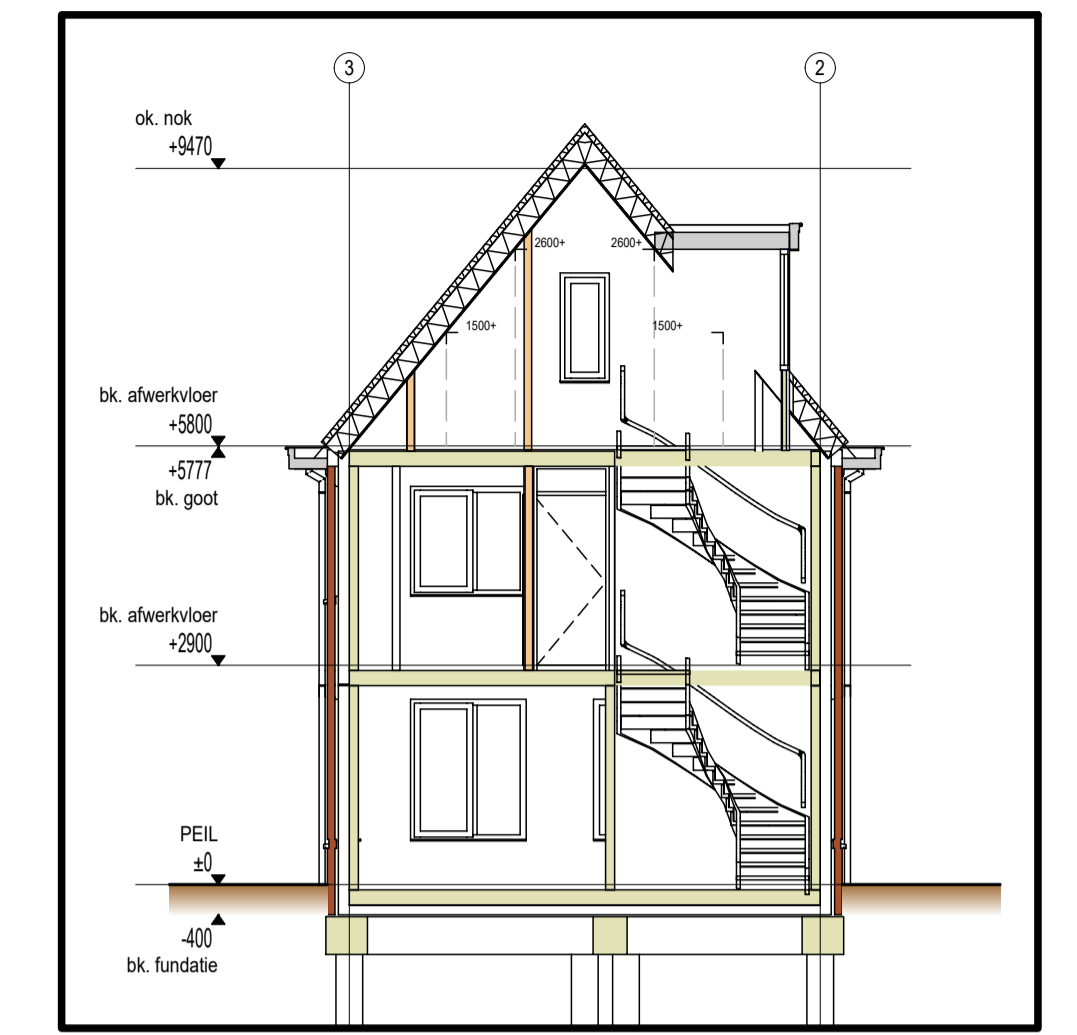 3
2
ok. nok
+9470
2600+
2600+
1500+
1500+
bk. afwerkvloer
+5800
+5777
bk. goot
bk. afwerkvloer
+2900
PEIL
±0
-400
bk. fundatie